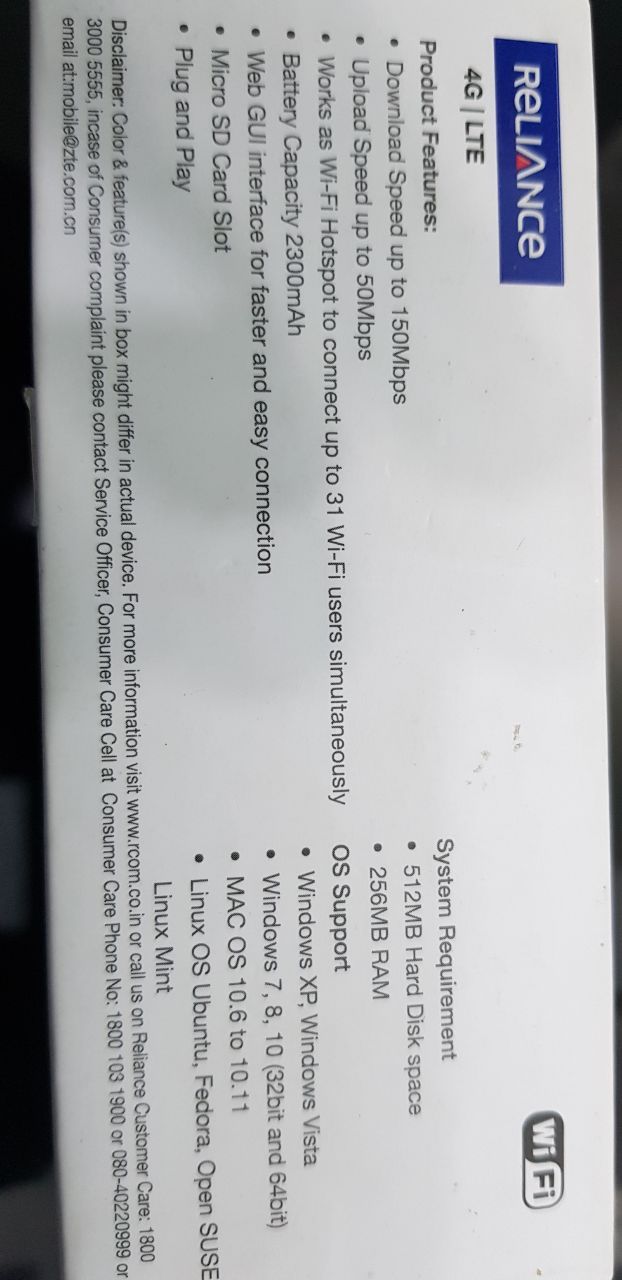 RELIANCE
4G | LTE
WiFi
Product Features:
• Download Speed up to 150Mbps
• Upload Speed up to 50Mbps
• Works as Wi-Fi Hotspot to connect up to 31 Wi-Fi users simultaneously
• Battery Capacity 2300mAh
• Web GUI interface for faster and easy connection
• Micro SD Card Slot
• Plug and Play
System Requirement
• 512MB Hard Disk space
• 256MB RAM
OS Support
• Windows XP, Windows Vista
• Windows 7, 8, 10 (32bit and 64bit)
• MAC OS 10.6 to 10.11
• Linux OS Ubuntu, Fedora, Open SUSE
Linux Mint
Disclaimer: Color & feature(s) shown in box might differ in actual device. For more information visit www.rcom.co.in or call us on Reliance Customer Care: 1800
3000 5555, incase of Consumer complaint please contact Service Officer, Consumer Care Cell at Consumer Care Phone No: 1800 103 1900 or 080-40220999 or
email at:mobile@zte.com.cn